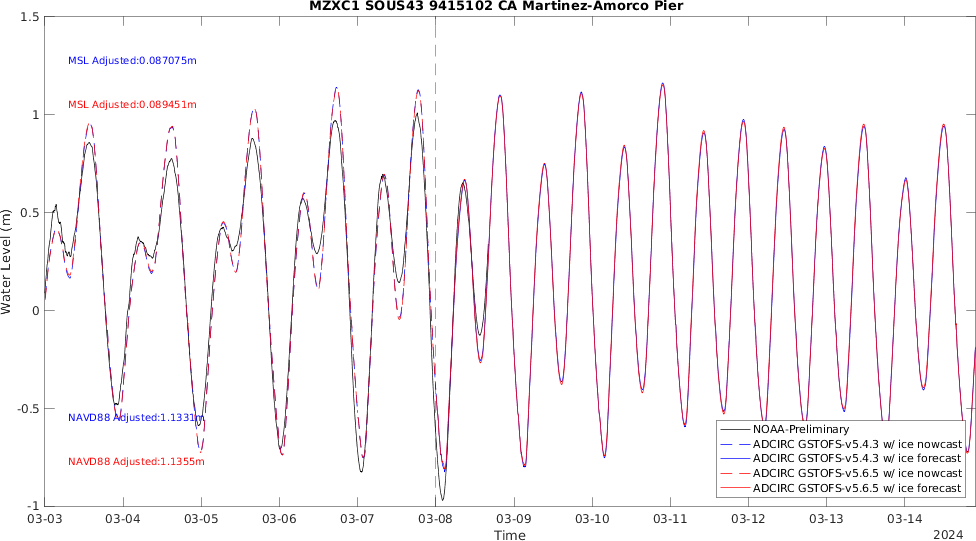 MZXC1 SOUS43 9415102 CA Martinez-Amorco Pier
1.5
MSL Adjusted:0.087075m
MSL Adjusted:0.089451m
1
0.5
Water Level (m)
0
-0.5
NAVD88 Adjusted:1.1331m
NAVD88 Adjusted:1.1355m
-1
NOAA-Preliminary
ADCIRC GSTOFS-v5.4.3 w/ ice nowcast
ADCIRC GSTOFS-v5.4.3 w/ ice forecast
ADCIRC GSTOFS-v5.6.5 w/ ice nowcast
ADCIRC GSTOFS-v5.6.5 w/ ice forecast
03-03 03-04 03-05 03-06 03-07 03-08 03-09 03-10 03-11 03-12 03-13 03-14
Time
2024